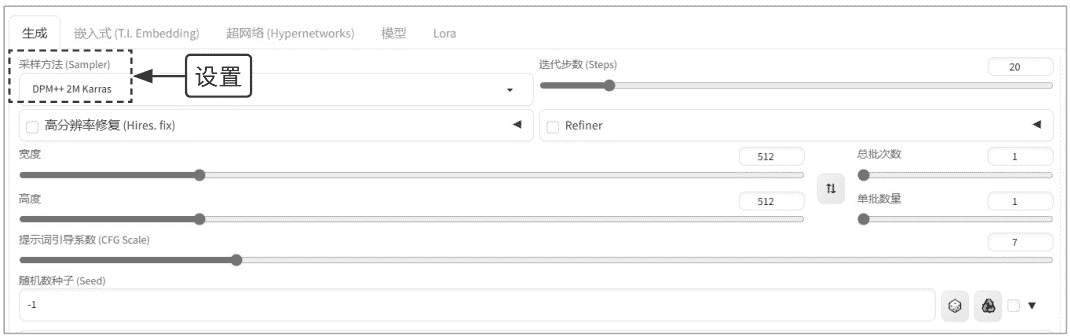 生成 嵌入式 (T.I. Embedding) 超网络 (Hypernetworks) 模型 Lora
采样方法 (Sampler) 设置 迭代步数 (Steps) 20
DPM++ 2M Karras
高分辨率修复 (Hires. fix) Refiner
宽度 512 总批次数 1
高度 512 单批数量 1
提示词引导系数 (CFG Scale) 7
随机数种子 (Seed)
-1